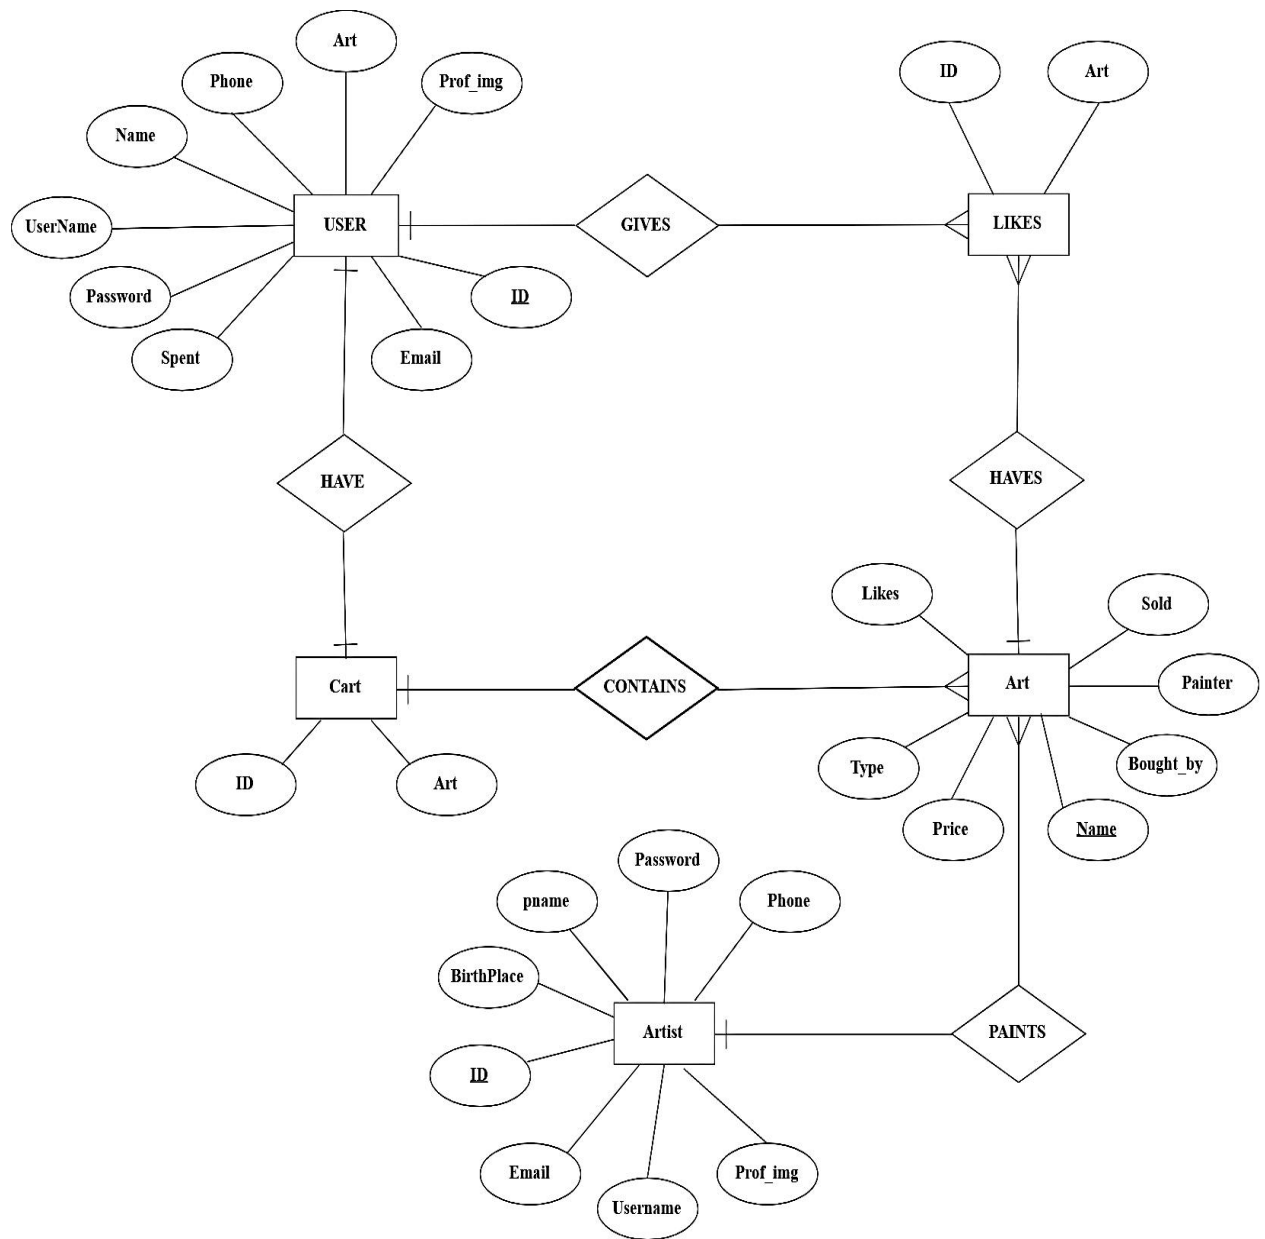 Art
Phone
Prof_img
ID
Art
Name
UserName
USER
GIVES
LIKES
Password
ID
Spent
Email
HAVE
HAVES
Likes
Sold
Cart
CONTAINS
Art
Painter
ID
Art
Type
Bought_by
Price
Name
Password
pname
Phone
BirthPlace
Artist
PAINTS
ID
Email
Prof_img
Username